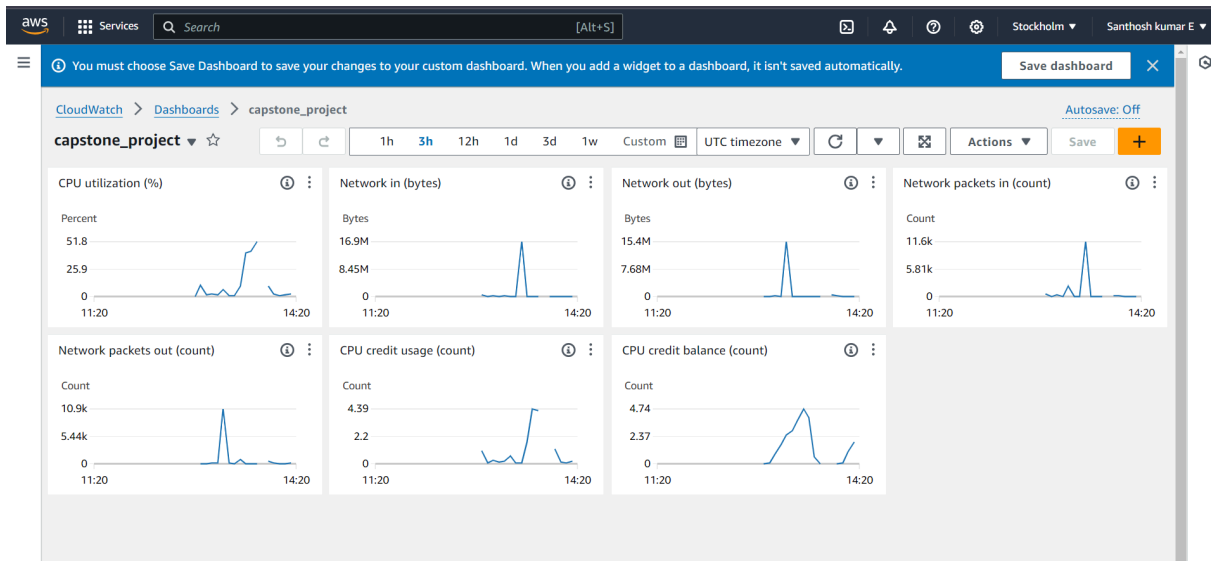 aws Services Search [Alt+S] Stockholm Santhosh kumar E
You must choose Save Dashboard to save your changes to your custom dashboard. When you add a widget to a dashboard, it isn't saved automatically. Save dashboard
CloudWatch > Dashboards > capstone_project Autosave: Off
capstone_project 1h 3h 12h 1d 3d 1w Custom UTC timezone Actions Save +
CPU utilization (%)
Percent
51.8
25.9
0
11:20 14:20
Network in (bytes)
Bytes
16.9M
8.45M
0
11:20 14:20
Network out (bytes)
Bytes
15.4M
7.68M
0
11:20 14:20
Network packets in (count)
Count
11.6k
5.81k
0
11:20 14:20
Network packets out (count)
Count
10.9k
5.44k
0
11:20 14:20
CPU credit usage (count)
Count
4.39
2.2
0
11:20 14:20
CPU credit balance (count)
Count
4.74
2.37
0
11:20 14:20